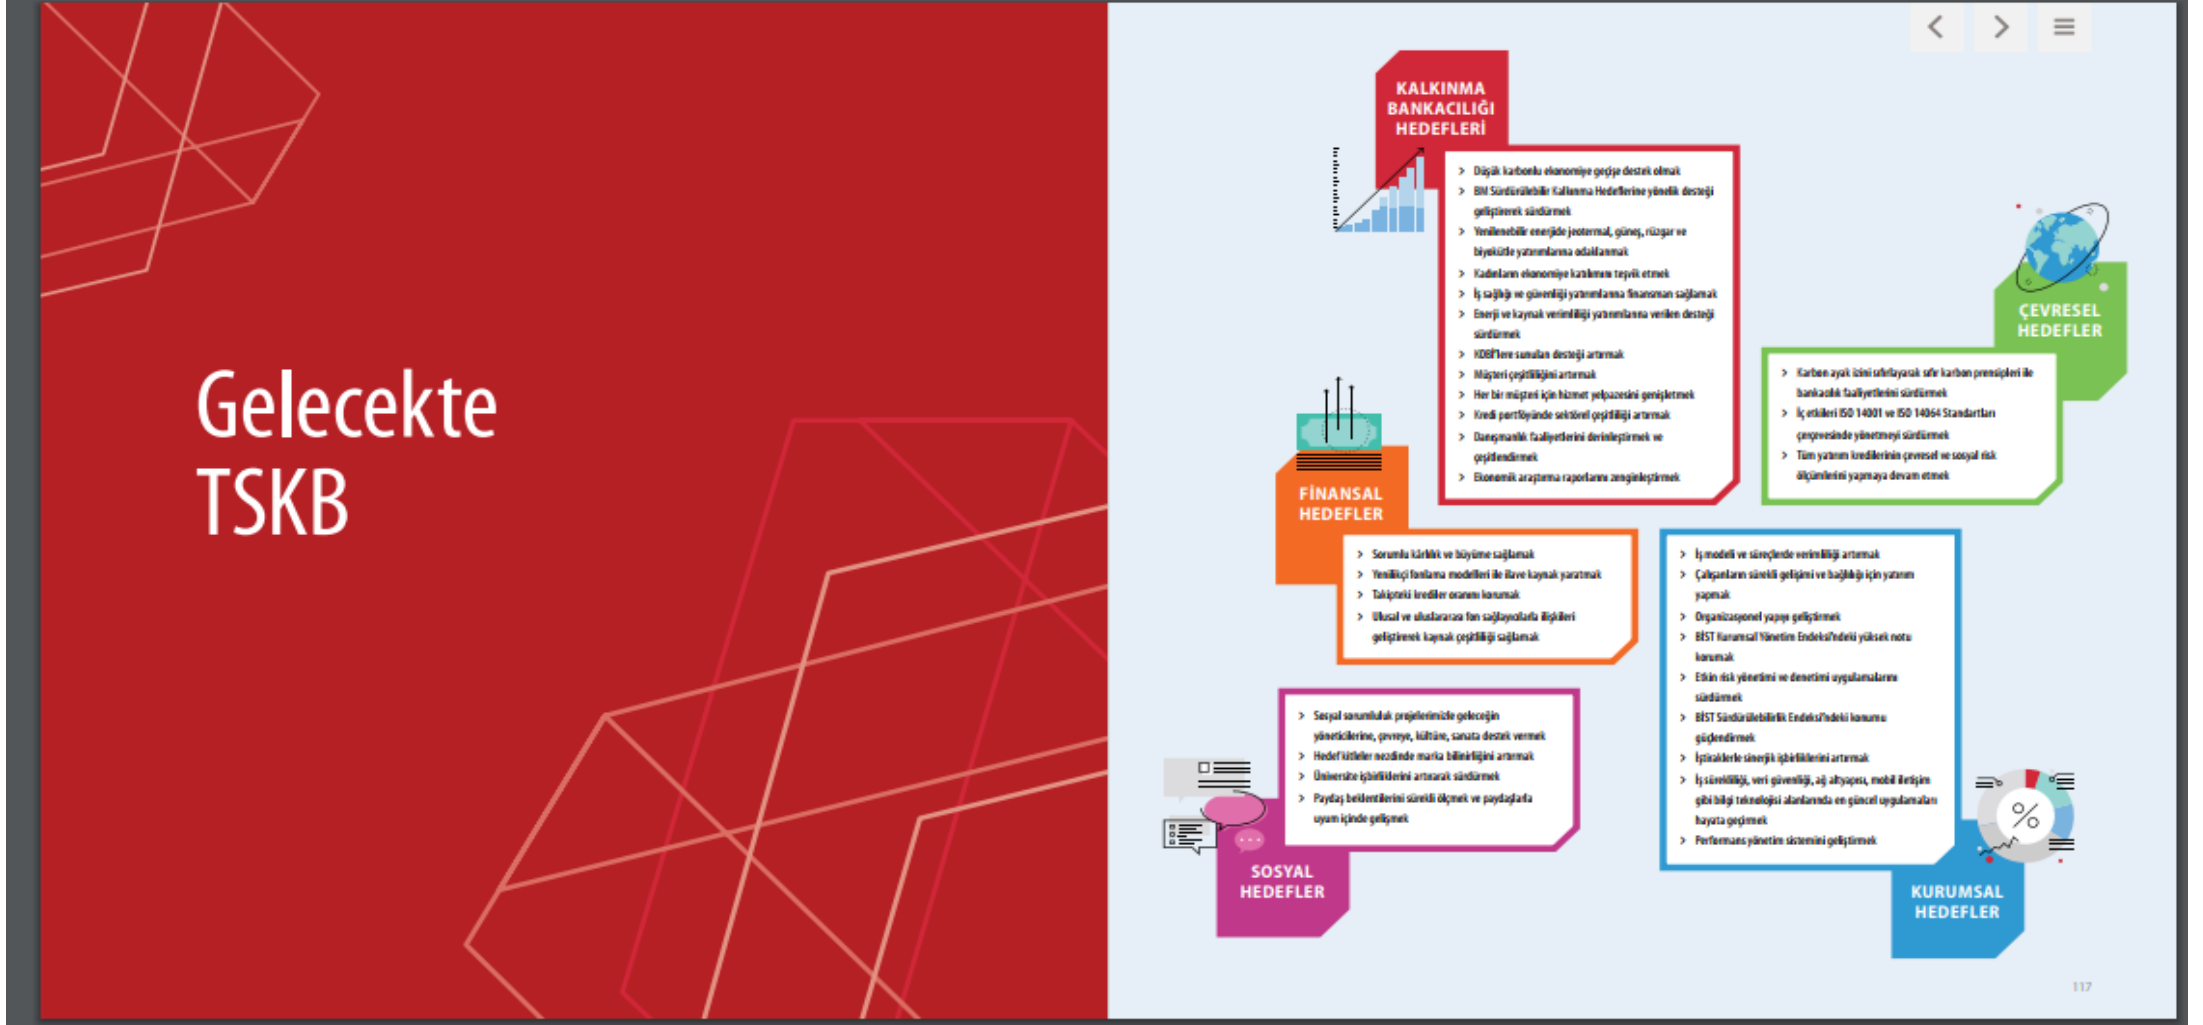 Gelecekte
TSKB
KALKINMA
BANKACILIĞI
HEDEFLERİ
> Düşük karbonlu ekonomiye geçişe destek olmak
> BM Sürdürülebilir Kalkınma Hedeflerine yönelik desteği
geliştirerek sürdürmek
> Yenilenebilir enerjide jeotermal, güneş, rüzgar ve
biyokütle yatırımlarına odaklanmak
> Kadınların ekonomiye katılımını teşvik etmek
> İş sağlığı ve güvenliği yatırımlarına finansman sağlamak
> Enerji ve kaynak verimliliği yatırımlarına verilen desteği
sürdürmek
> KOBİ'lere sunulan desteği artırmak
> Müşteri çeşitliliğini artırmak
> Her bir müşteri için hizmet yelpazesini genişletmek
> Kredi portföyünde sektörel çeşitliliği artırmak
> Danışmanlık faaliyetlerini derinleştirmek ve
çeşitlendirmek
> Ekonomik araştırma raporlarını zenginleştirmek
ÇEVRESEL
HEDEFLER
> Karbon ayak izini sıfırlayarak sıfır karbon prensipleri ile
bankacılık faaliyetlerini sürdürmek
> İç etkileri ISO 14001 ve ISO 14064 Standartları
çerçevesinde yönetmeyi sürdürmek
> Tüm yatırım kredilerinin çevresel ve sosyal risk
ölçümlerini yapmaya devam etmek
FİNANSAL
HEDEFLER
> Sorumlu kârlılık ve büyüme sağlamak
> Yenilikçi fonlama modelleri ile ilave kaynak yaratmak
> Takipteki krediler oranını korumak
> Ulusal ve uluslararası fon sağlayıcılarla ilişkileri
geliştirerek kaynak çeşitliliği sağlamak
> İş modeli ve süreçlerde verimliliği artırmak
> Çalışanların sürekli gelişimi ve bağlılığı için yatırım
yapmak
> Organizasyonel yapıyı geliştirmek
> BİST Kurumsal Yönetim Endeksi'ndeki yüksek notu
korumak
> Etkin risk yönetimi ve denetimi uygulamalarını
sürdürmek
> BİST Sürdürülebilirlik Endeksi'ndeki konumu
güçlendirmek
> İştiraklerle sinerjik işbirliklerini artırmak
> İş sürekliliği, veri güvenliği, ağ altyapısı, mobil iletişim
gibi bilgi teknolojisi alanlarında en güncel uygulamaları
hayata geçirmek
> Performans yönetim sistemini geliştirmek
%
KURUMSAL
HEDEFLER
> Sosyal sorumluluk projelerimizle geleceğin
yöneticilerine, çevreye, kültüre, sanata destek vermek
> Hedef kitleler nezdinde marka bilinirliğini artırmak
> Üniversite işbirliklerini artırarak sürdürmek
> Paydaş beklentilerini sürekli ölçmek ve paydaşlarla
uyum içinde gelişmek
SOSYAL
HEDEFLER
117